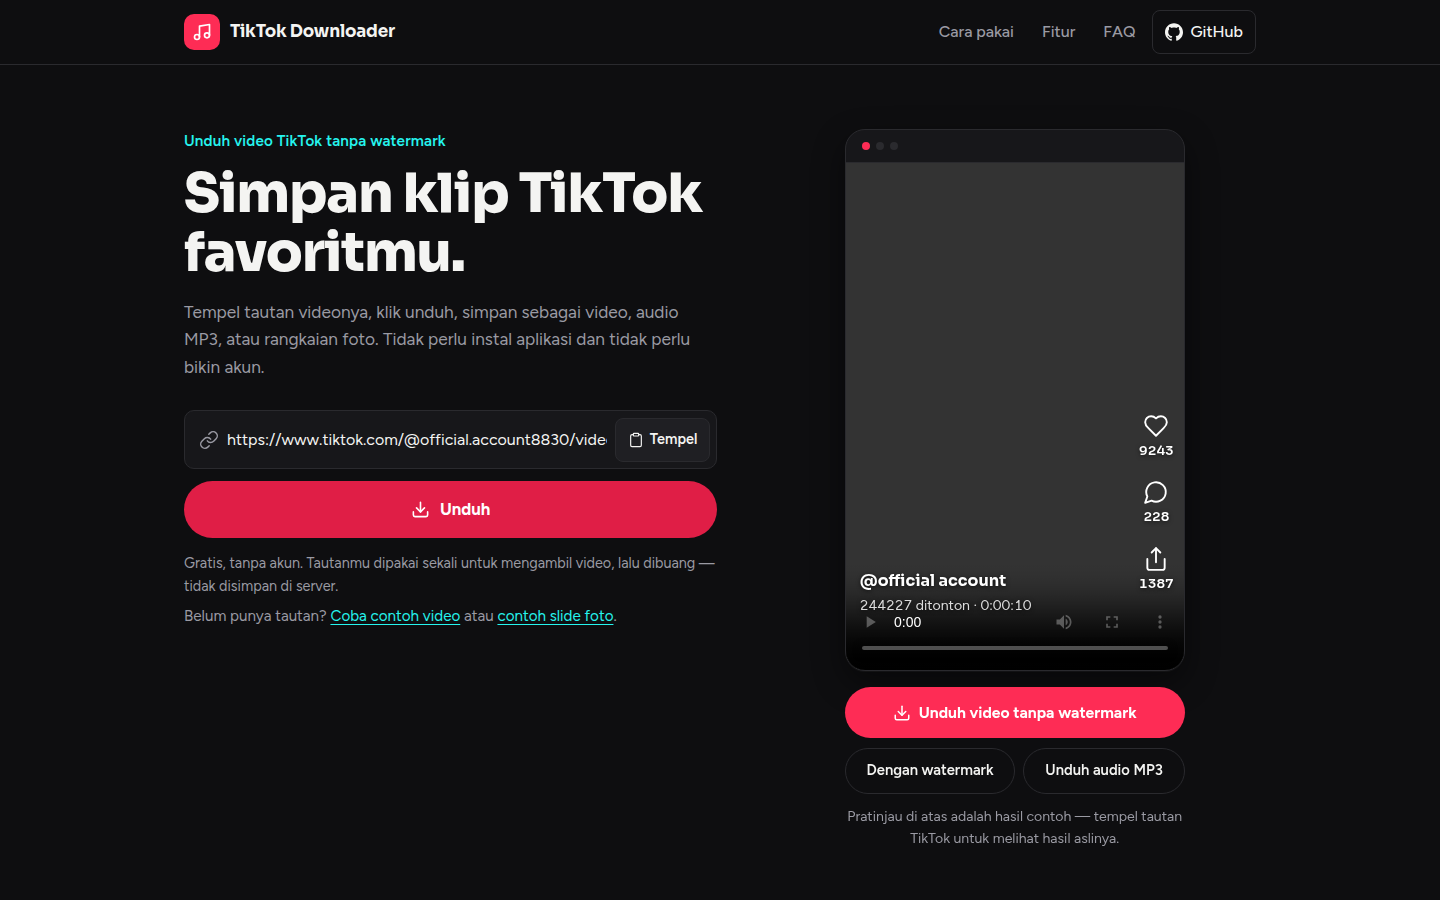 TikTok Downloader
Cara pakai
Fitur
FAQ
GitHub
Unduh video TikTok tanpa watermark
Simpan klip TikTok
favoritmu.
Tempel tautan videonya, klik unduh, simpan sebagai video, audio
MP3, atau rangkaian foto. Tidak perlu instal aplikasi dan tidak perlu
bikin akun.
https://www.tiktok.com/@official.account8830/vide
Tempel
Unduh
Gratis, tanpa akun. Tautanmu dipakai sekali untuk mengambil video, lalu dibuang —
tidak disimpan di server.
Belum punya tautan? Coba contoh video atau contoh slide foto.
9243
228
1387
@official account
244227 ditonton · 0:00:10
0:00
Unduh video tanpa watermark
Dengan watermark
Unduh audio MP3
Pratinjau di atas adalah hasil contoh — tempel tautan
TikTok untuk melihat hasil aslinya.